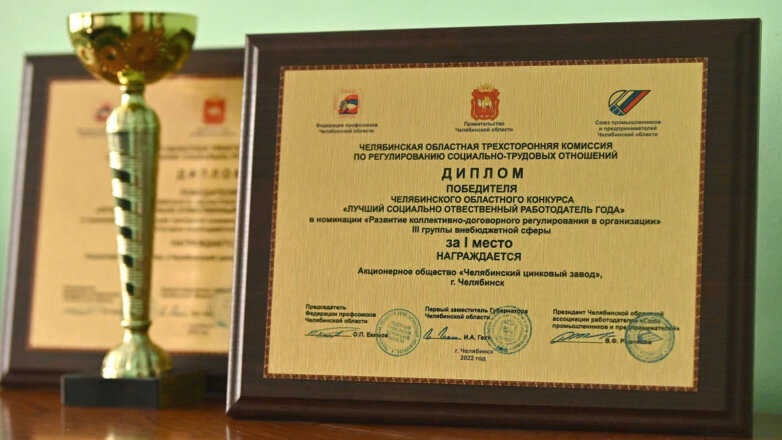 Федерация профсоюзов
Челябинской области
Правительство
Челябинской области
Союз промышленников
и предпринимателей
Челябинской области
ЧЕЛЯБИНСКАЯ ОБЛАСТНАЯ ТРЕХСТОРОННЯЯ КОМИССИЯ
ПО РЕГУЛИРОВАНИЮ СОЦИАЛЬНО-ТРУДОВЫХ ОТНОШЕНИЙ
ДИПЛОМ
ПОБЕДИТЕЛЯ
ЧЕЛЯБИНСКОГО ОБЛАСТНОГО КОНКУРСА
«ЛУЧШИЙ СОЦИАЛЬНО ОТВЕСТВЕННЫЙ РАБОТОДАТЕЛЬ ГОДА»
в номинации «Развитие коллективно-договорного регулирования в организации»
III группы внебюджетной сферы
за I место
НАГРАЖДАЕТСЯ
Акционерное общество «Челябинский цинковый завод»,
г. Челябинск
Председатель
Федерации профсоюзов
Челябинской области
О.П. Екимов
Первый заместитель Губернатора
Челябинской области
И.А. Гехт
Президент Челябинской областной
ассоциации работодателей «Союз
промышленников и предпринимателей»
В.Ф.
г. Челябинск
2022 год
ДИПЛОМ